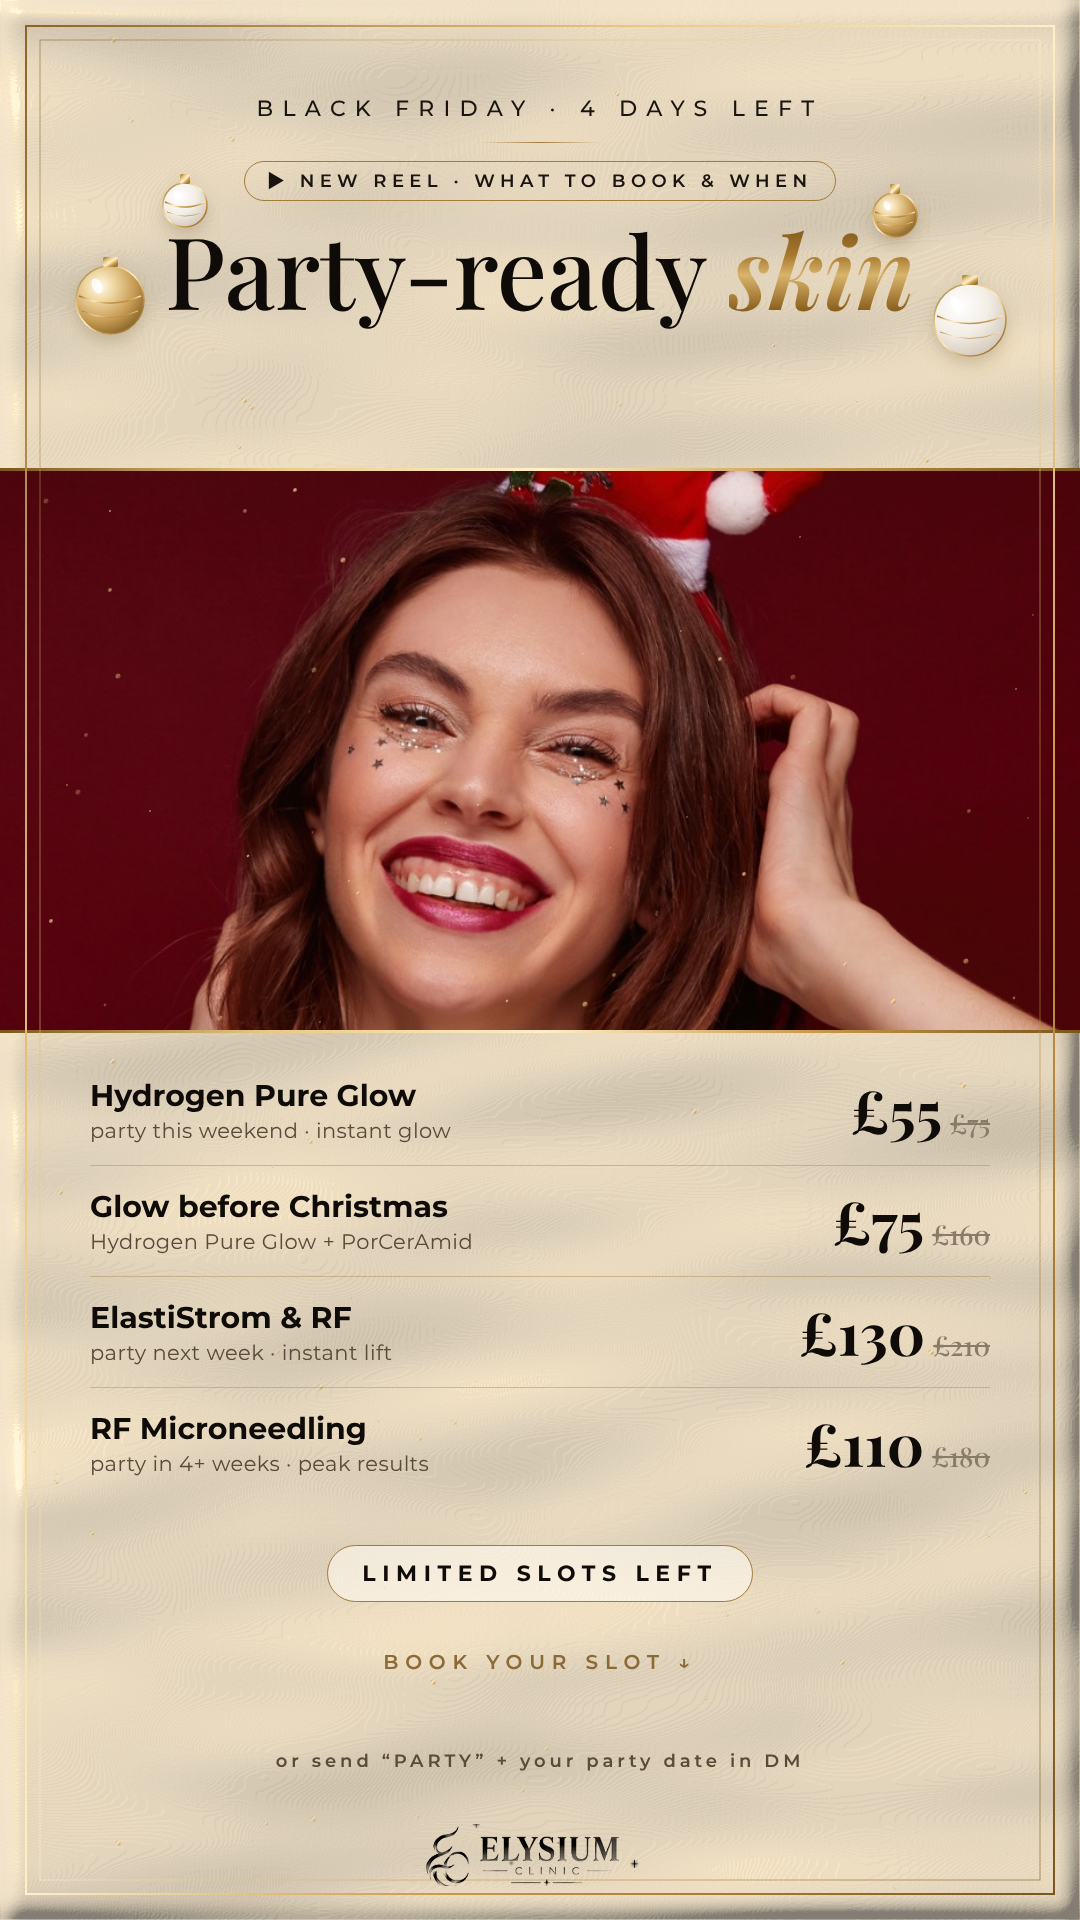 BLACK FRIDAY · 4 DAYS LEFT
▶ NEW REEL · WHAT TO BOOK & WHEN
Party-ready skin
Hydrogen Pure Glow
party this weekend · instant glow
£55 £75
Glow before Christmas
Hydrogen Pure Glow + PorCerAmid
£75 £160
ElastiStrom & RF
party next week · instant lift
£130 £210
RF Microneedling
party in 4+ weeks · peak results
£110 £180
LIMITED SLOTS LEFT
BOOK YOUR SLOT ↓
or send “PARTY” + your party date in DM
ELYSIUM
CLINIC